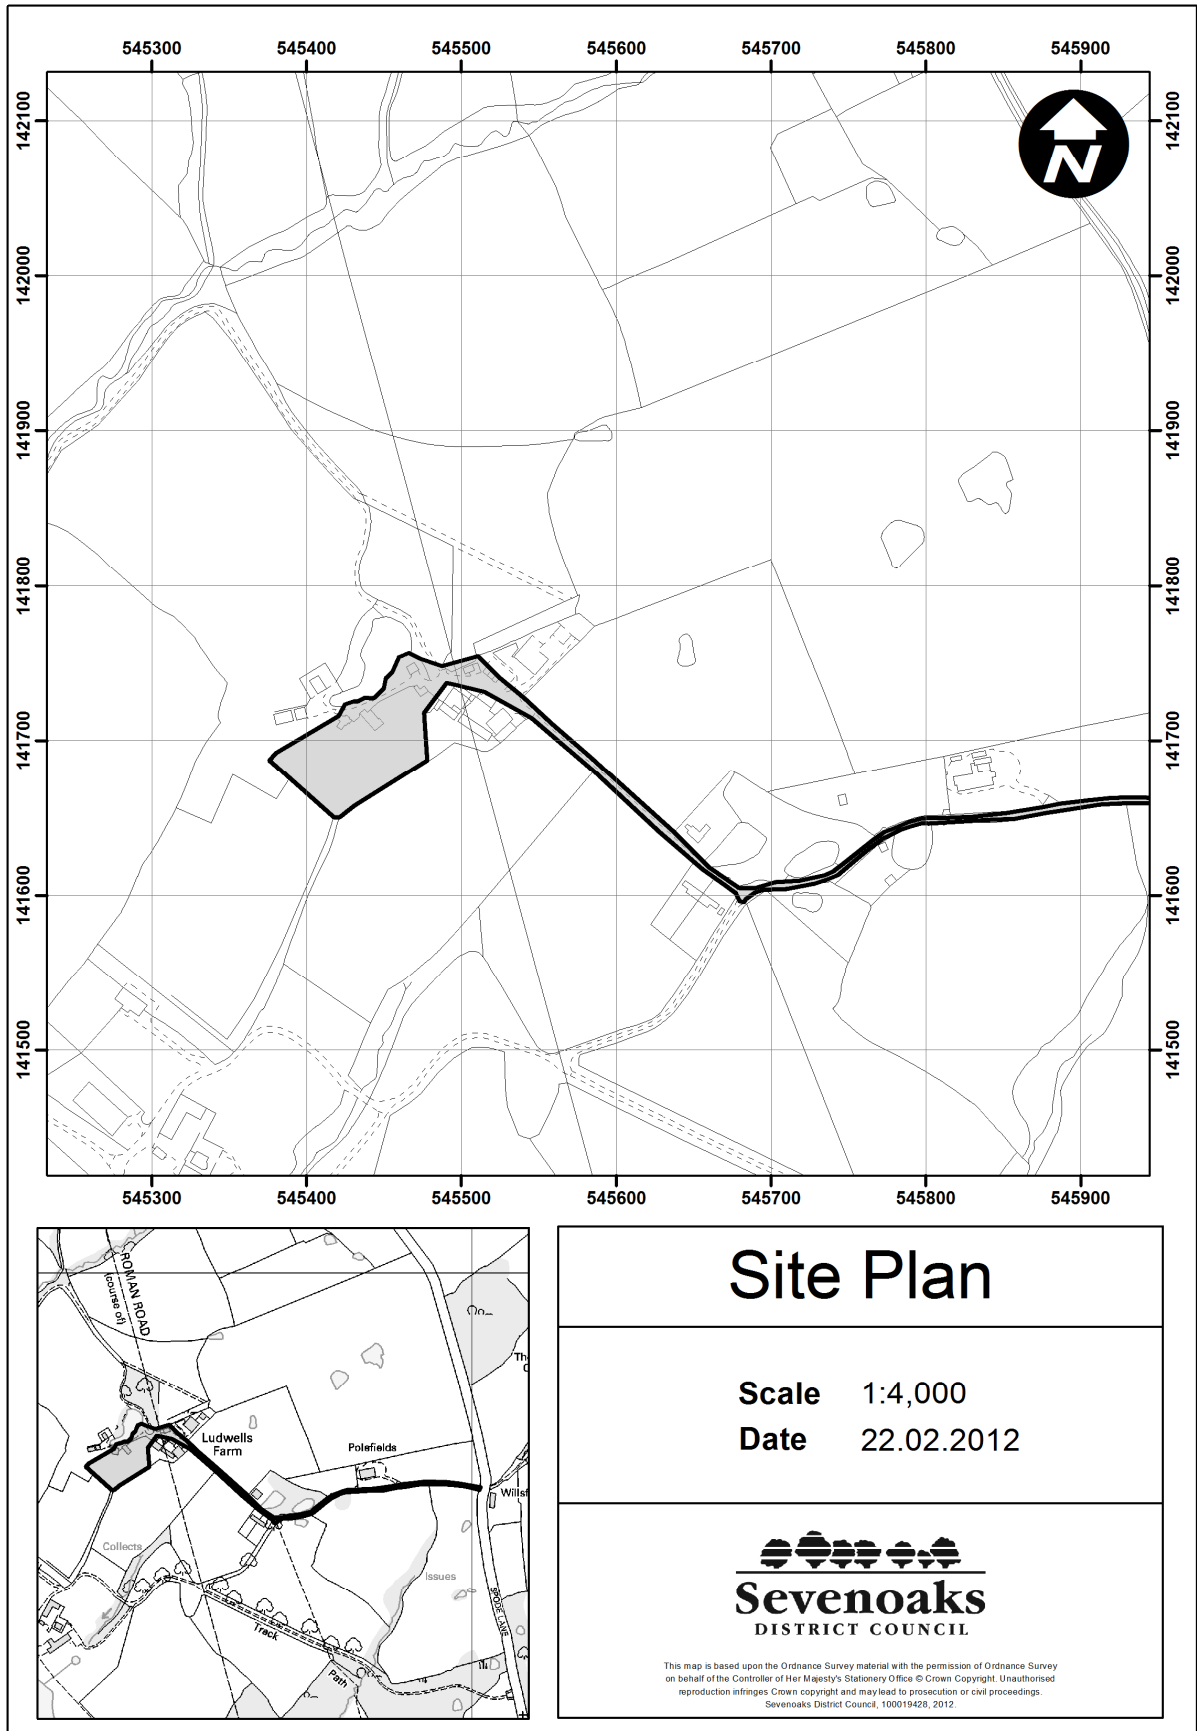 545300 545400 545500 545600 545700 545800 545900
142100 142100
N
142000 142000
141900 141900
141800 141800
141700 141700
141600 141600
141500 141500
545300 545400 545500 545600 545700 545800 545900
ROMAN ROAD
(course of)
Ludwells
Farm
Polefields
Collects
Issues
Track
Path
SPODE LANE
Site Plan
Scale 1:4,000
Date 22.02.2012
Sevenoaks
DISTRICT COUNCIL
This map is based upon the Ordnance Survey material with the permission of Ordnance Survey
on behalf of the Controller of Her Majesty's Stationery Office © Crown Copyright. Unauthorised
reproduction infringes Crown copyright and may lead to prosecution or civil proceedings.
Sevenoaks District Council, 100019428, 2012.